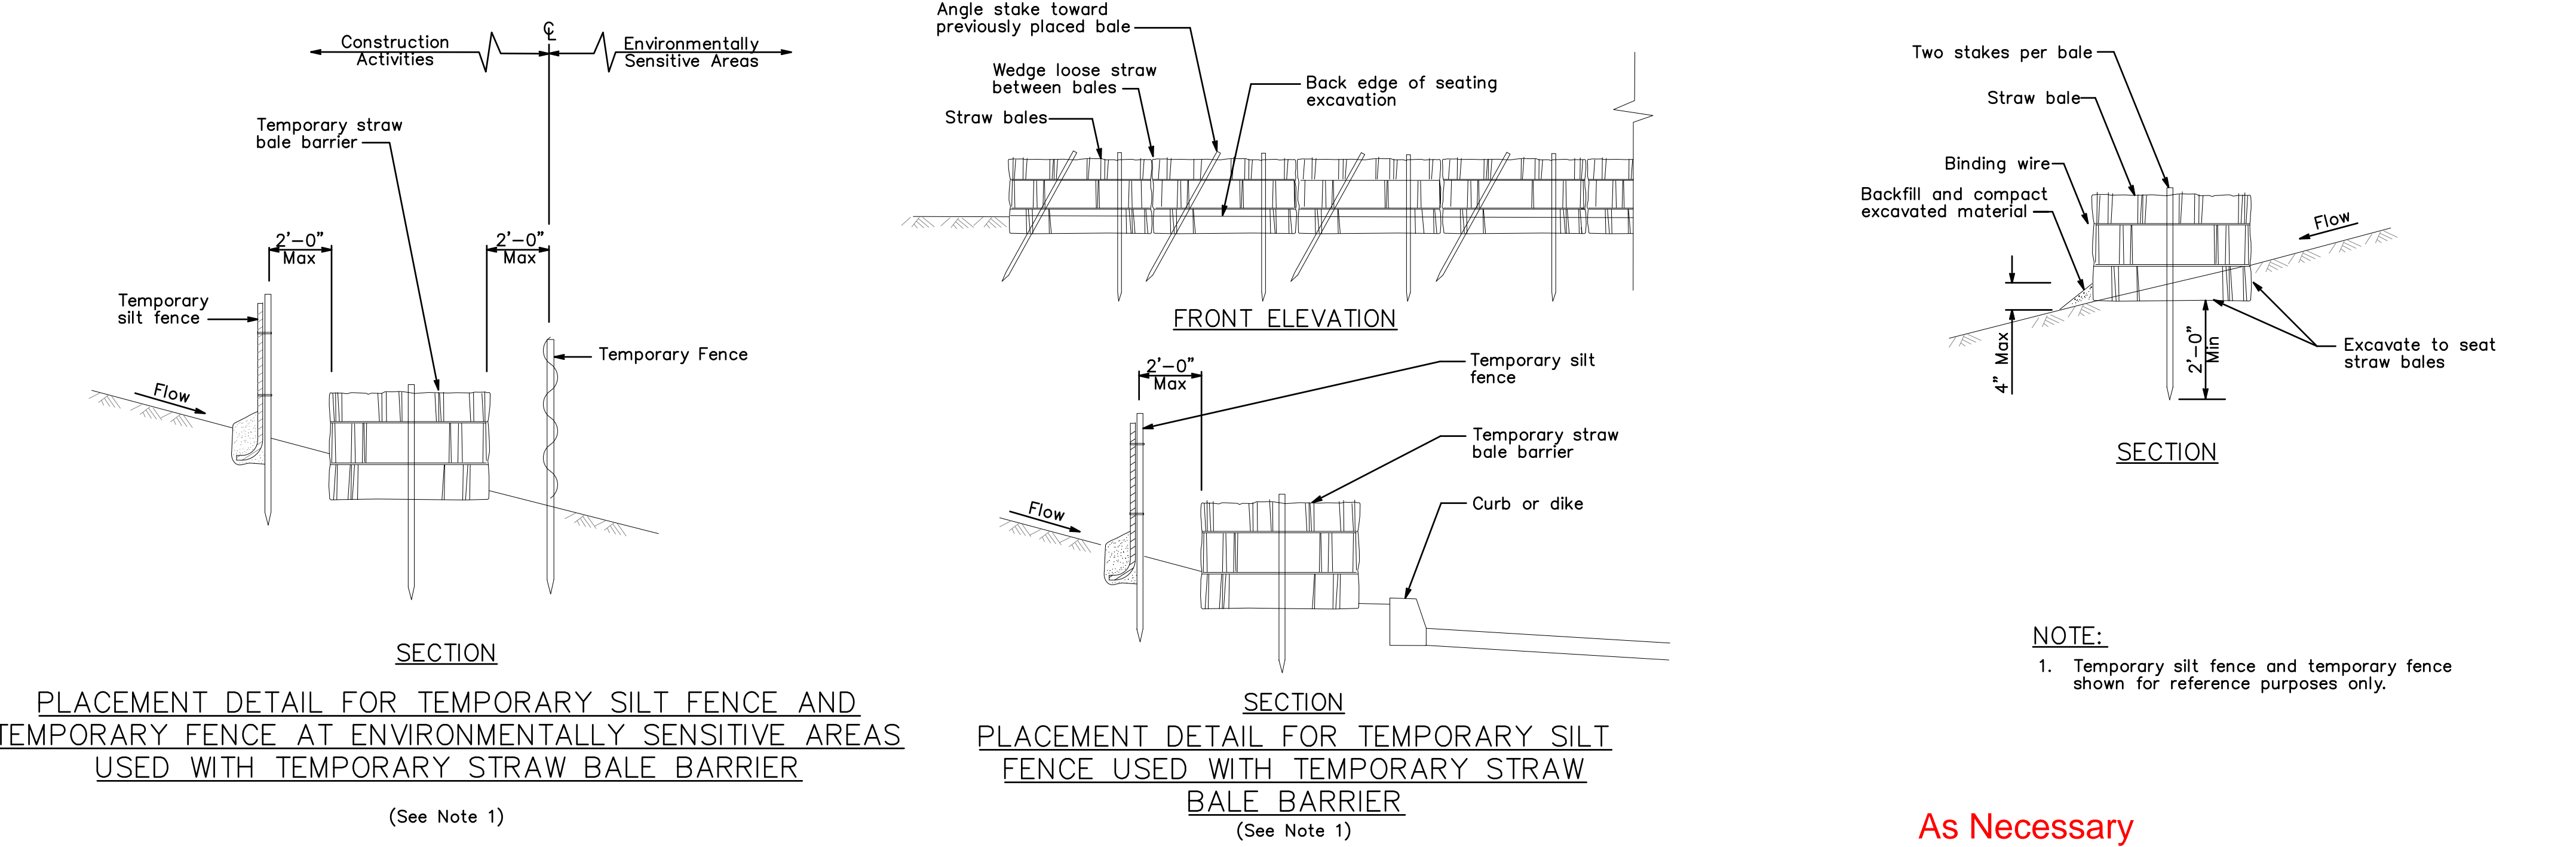 ℄
Construction
Activities
Environmentally
Sensitive Areas
Temporary straw
bale barrier
2'-0"
Max
2'-0"
Max
Temporary
silt fence
Temporary Fence
Flow
SECTION
PLACEMENT DETAIL FOR TEMPORARY SILT FENCE AND
TEMPORARY FENCE AT ENVIRONMENTALLY SENSITIVE AREAS
USED WITH TEMPORARY STRAW BALE BARRIER
(See Note 1)
Angle stake toward
previously placed bale
Wedge loose straw
between bales
Straw bales
Back edge of seating
excavation
FRONT ELEVATION
2'-0"
Max
Temporary silt
fence
Temporary straw
bale barrier
Curb or dike
Flow
SECTION
PLACEMENT DETAIL FOR TEMPORARY SILT
FENCE USED WITH TEMPORARY STRAW
BALE BARRIER
(See Note 1)
Two stakes per bale
Straw bale
Binding wire
Backfill and compact
excavated material
Flow
4" Max
2'-0"
Min
Excavate to seat
straw bales
SECTION
NOTE:
1. Temporary silt fence and temporary fence
shown for reference purposes only.
As Necessary